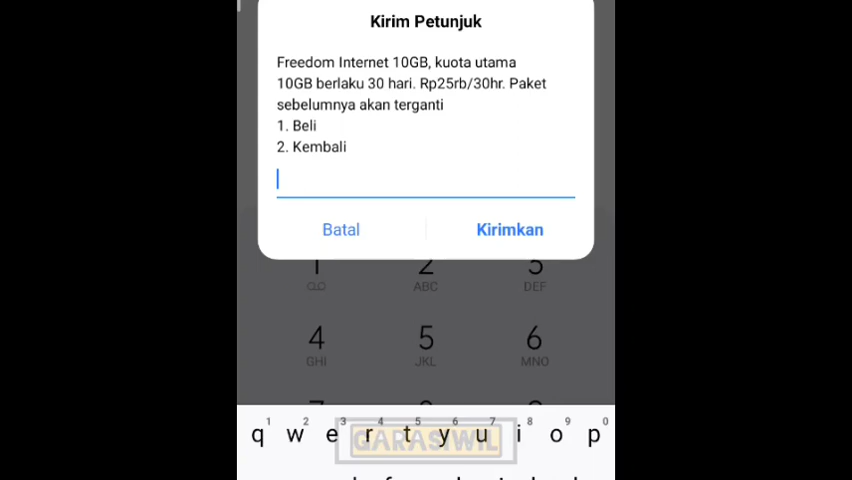 Kirim Petunjuk
Freedom Internet 10GB, kuota utama
10GB berlaku 30 hari. Rp25rb/30hr. Paket
sebelumnya akan terganti
1. Beli
2. Kembali
Batal Kirimkan
1 2 3
ABC DEF
4 5 6
GHI JKL MNO
1 2 3 4 5 6 7 8 9 0
q w e r t y u i o p
GARASIWIL